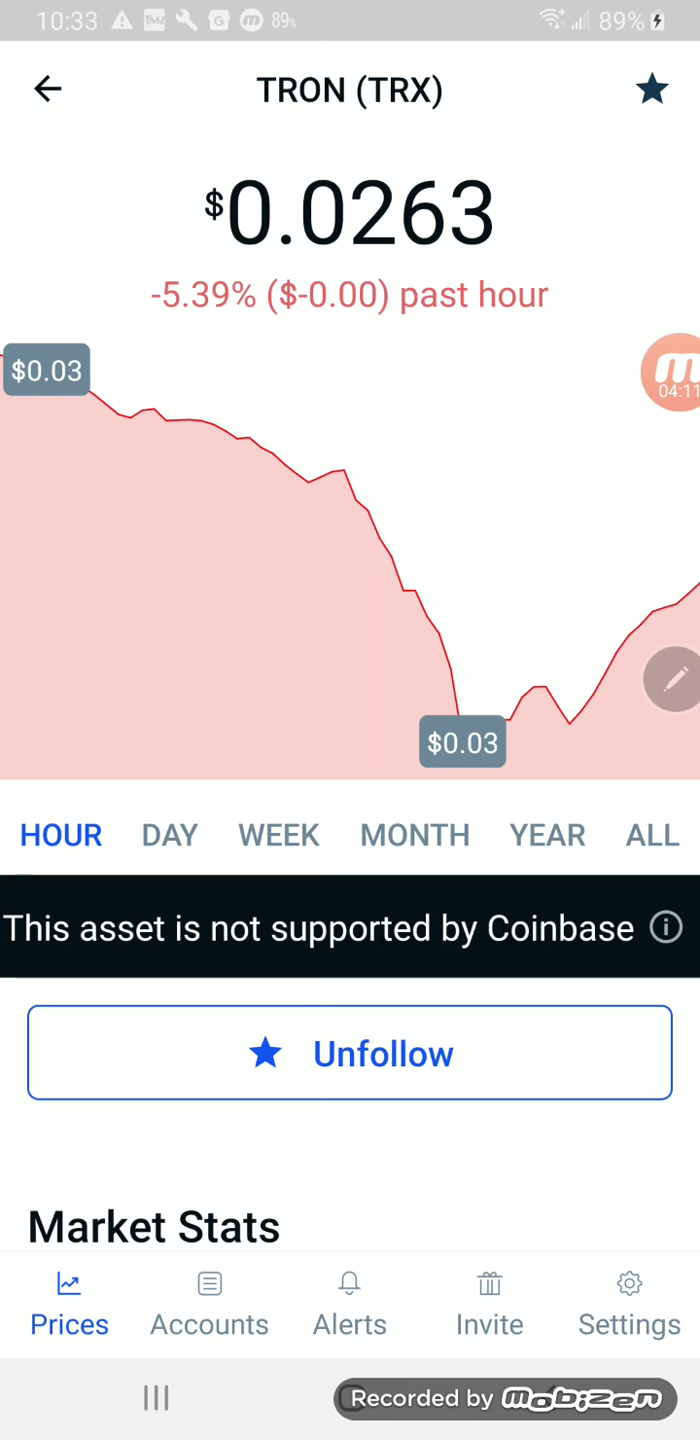 10:33 89% 89%
TRON (TRX)
$0.0263
-5.39% ($-0.00) past hour
$0.03
04:11
$0.03
HOUR DAY WEEK MONTH YEAR ALL
This asset is not supported by Coinbase
Unfollow
Market Stats
Prices Accounts Alerts Invite Settings
Recorded by mobizen